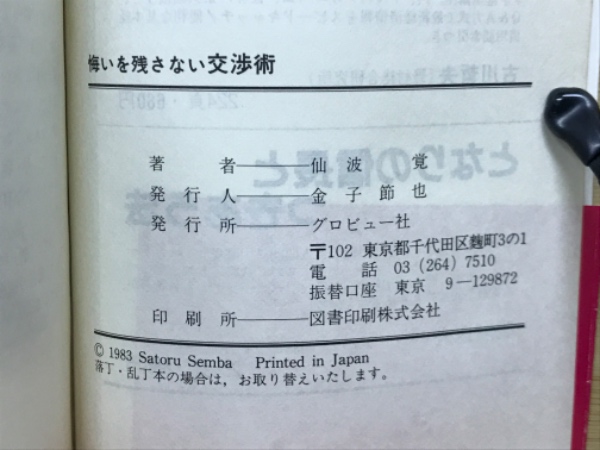 悔いを残さない交渉術
著者――仙波 覚
発行人――金子節也
発行所――グロビュー社
〒102 東京都千代田区麹町3の1
電話 03 (264) 7510
振替口座 東京 9—129872
印刷所――図書印刷株式会社
© 1983 Satoru Semba Printed in Japan
落丁・乱丁本の場合は，お取り替えいたします。